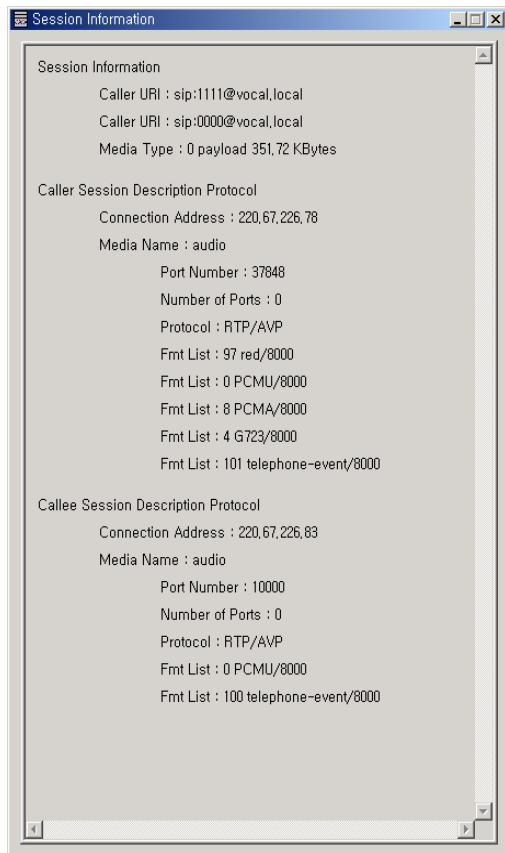 Session Information
Session Information
Caller URI : sip:1111@vocal,local
Caller URI : sip:0000@vocal,local
Media Type : 0 payload 351,72 KBytes
Caller Session Description Protocol
Connection Address : 220,67,226,78
Media Name : audio
Port Number : 37848
Number of Ports : 0
Protocol : RTP/AVP
Fmt List : 97 red/8000
Fmt List : 0 PCMU/8000
Fmt List : 8 PCMA/8000
Fmt List : 4 G723/8000
Fmt List : 101 telephone-event/8000
Callee Session Description Protocol
Connection Address : 220,67,226,83
Media Name : audio
Port Number : 10000
Number of Ports : 0
Protocol : RTP/AVP
Fmt List : 0 PCMU/8000
Fmt List : 100 telephone-event/8000